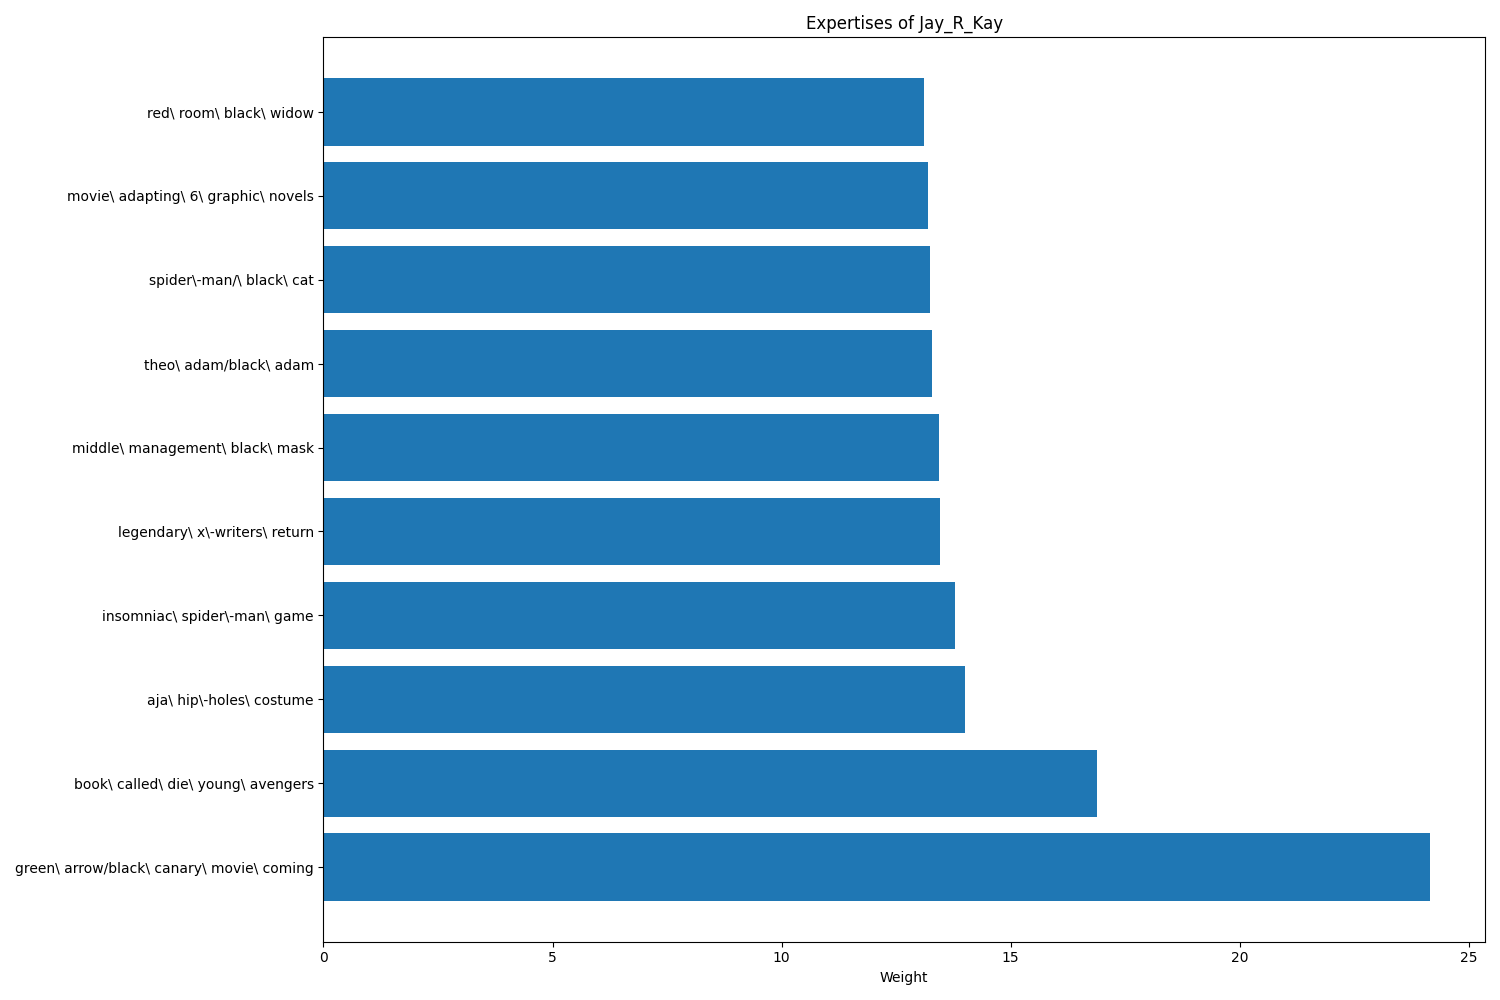 Expertises of Jay_R_Kay
red\ room\ black\ widow
movie\ adapting\ 6\ graphic\ novels
spider\-man/\ black\ cat
theo\ adam/black\ adam
middle\ management\ black\ mask
legendary\ x\-writers\ return
insomniac\ spider\-man\ game
aja\ hip\-holes\ costume
book\ called\ die\ young\ avengers
green\ arrow/black\ canary\ movie\ coming
0 5 10 15 20 25
Weight